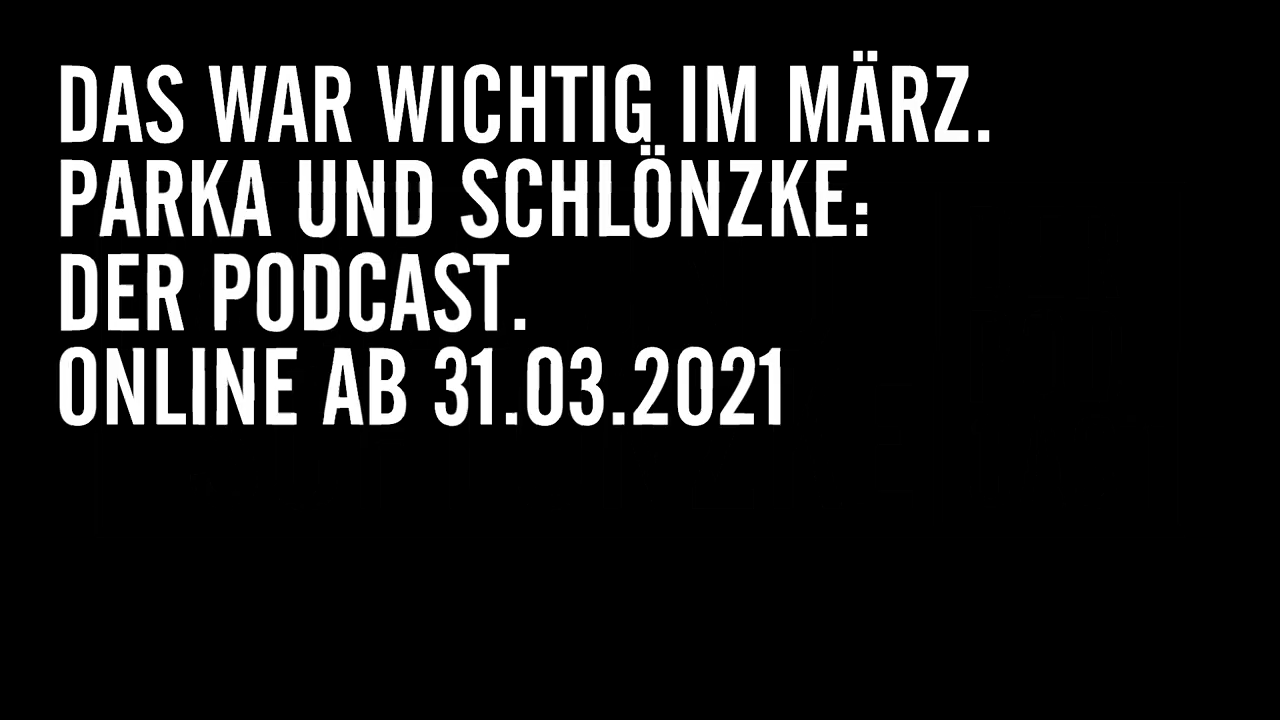 DAS WAR WICHTIG IM MÄRZ.
PARKA UND SCHLÖNZKE:
DER PODCAST.
ONLINE AB 31.03.2021